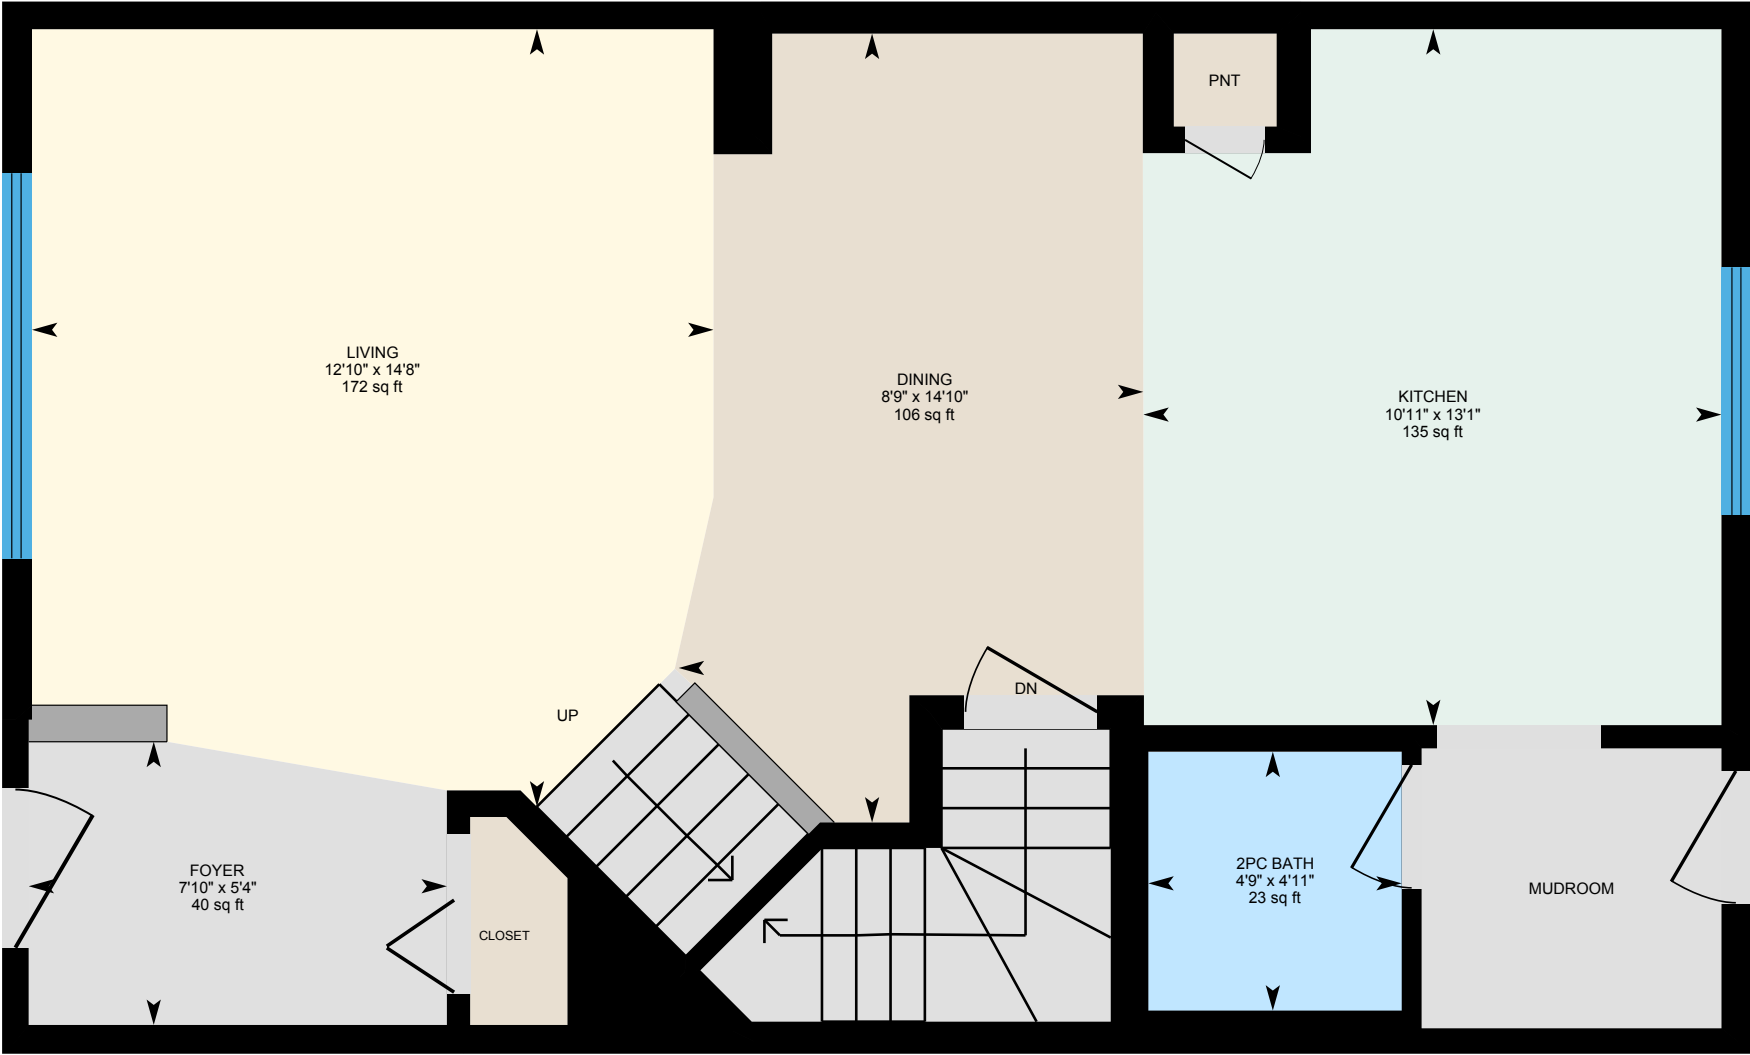 PNT
LIVING
12'10" x 14'8"
172 sq ft
DINING
8'9" x 14'10"
106 sq ft
KITCHEN
10'11" x 13'1"
135 sq ft
DN
UP
FOYER
7'10" x 5'4"
40 sq ft
CLOSET
2PC BATH
4'9" x 4'11"
23 sq ft
MUDROOM